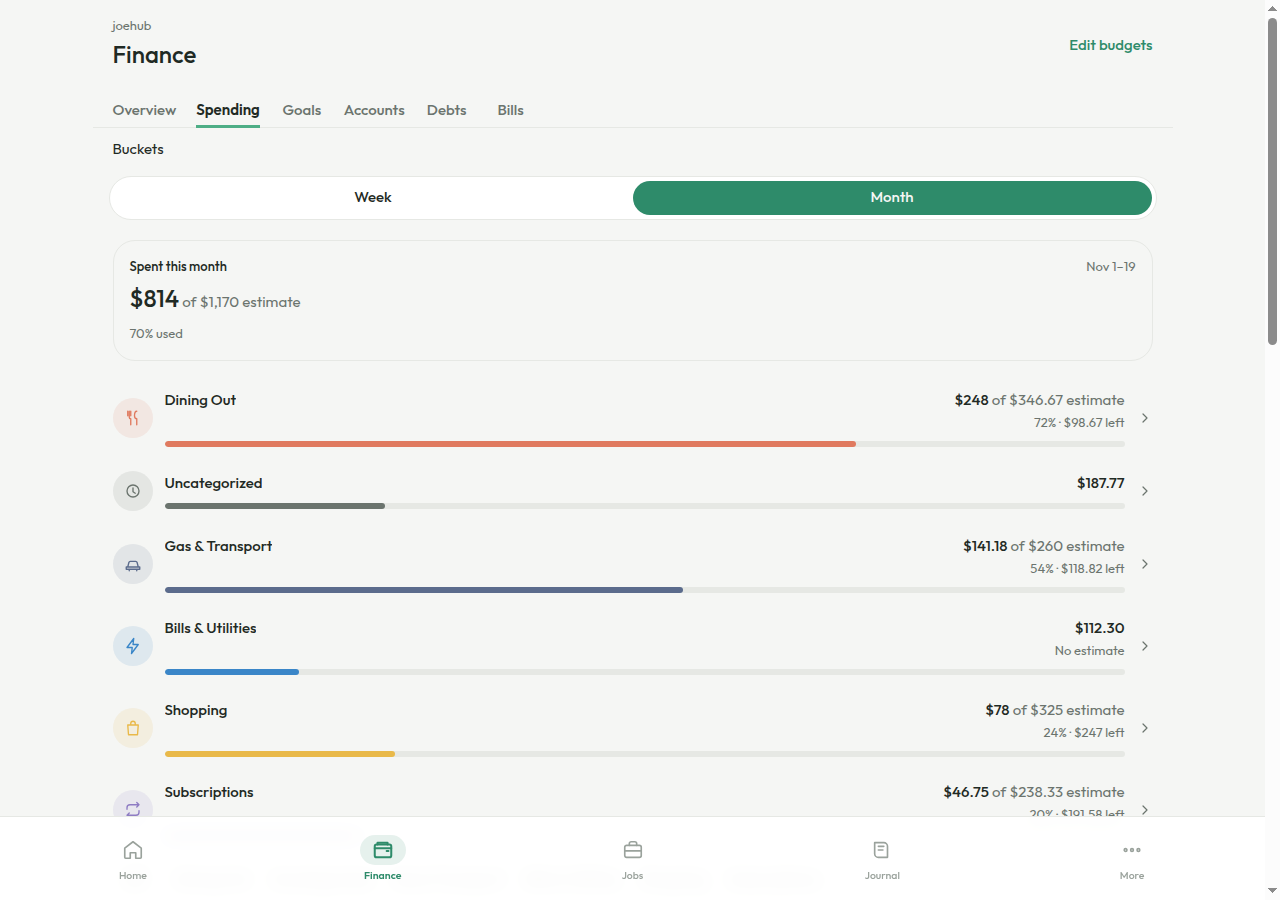 joehub
Finance
Edit budgets
Overview Spending Goals Accounts Debts Bills
Buckets
Week Month
Spent this month Nov 1–19
$814 of $1,170 estimate
70% used
Dining Out $248 of $346.67 estimate
72% · $98.67 left
Uncategorized $187.77
Gas & Transport $141.18 of $260 estimate
54% · $118.82 left
Bills & Utilities $112.30
No estimate
Shopping $78 of $325 estimate
24% · $247 left
Subscriptions $46.75 of $238.33 estimate
20% · $191.58 left
Home Finance Jobs Journal More